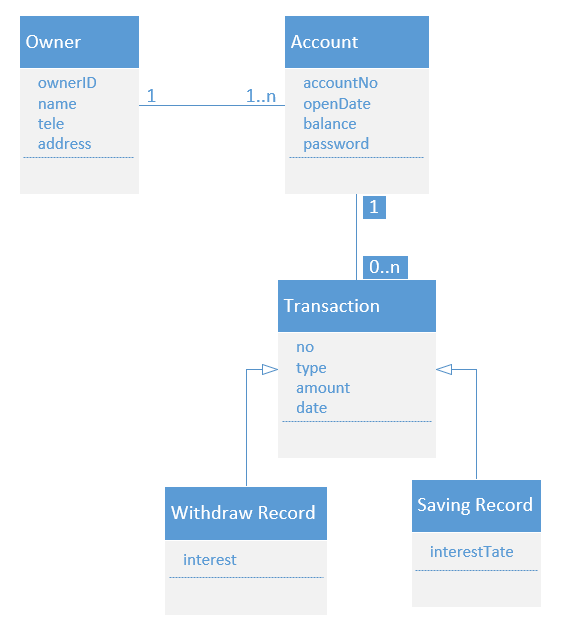 Owner
ownerID
name
tele
address
1
1..n
Account
accountNo
openDate
balance
password
1
0..n
Transaction
no
type
amount
date
Withdraw Record
interest
Saving Record
interestTate